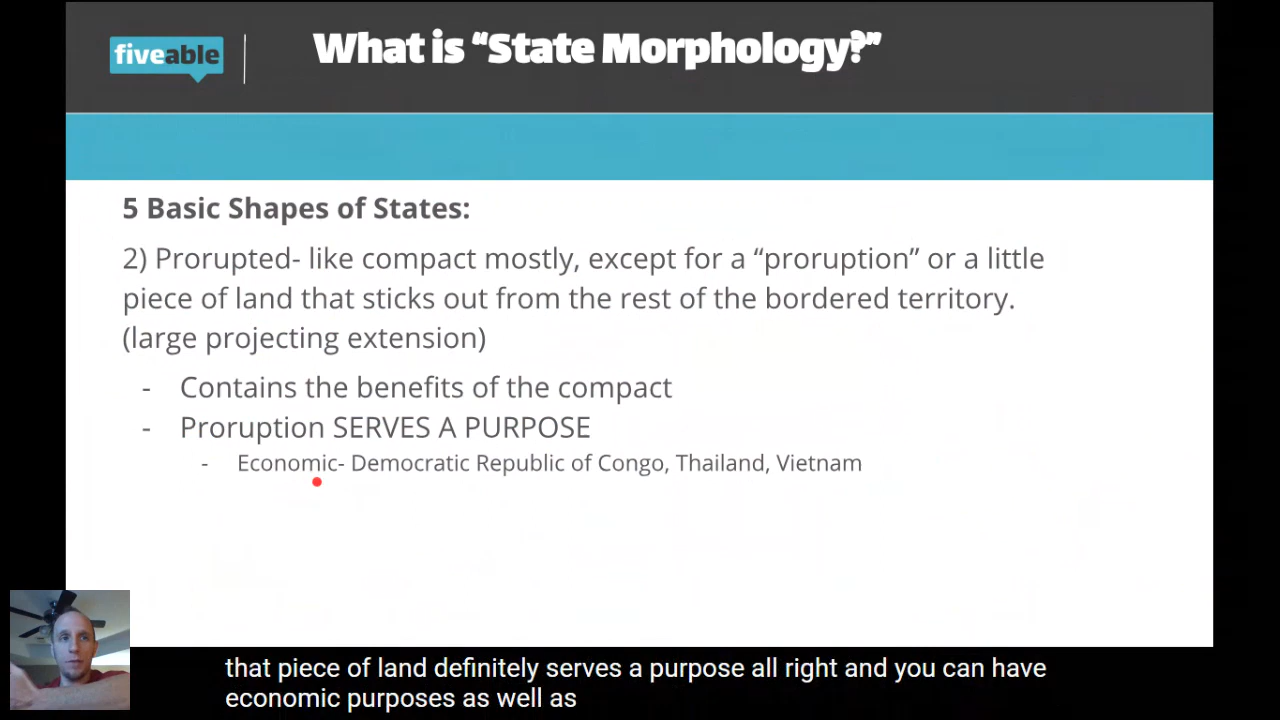 fiveable
What is “State Morphology?”
5 Basic Shapes of States:
2) Prorupted- like compact mostly, except for a “proruption” or a little
piece of land that sticks out from the rest of the bordered territory.
(large projecting extension)
- Contains the benefits of the compact
- Proruption SERVES A PURPOSE
- Economic- Democratic Republic of Congo, Thailand, Vietnam
that piece of land definitely serves a purpose all right and you can have
economic purposes as well as